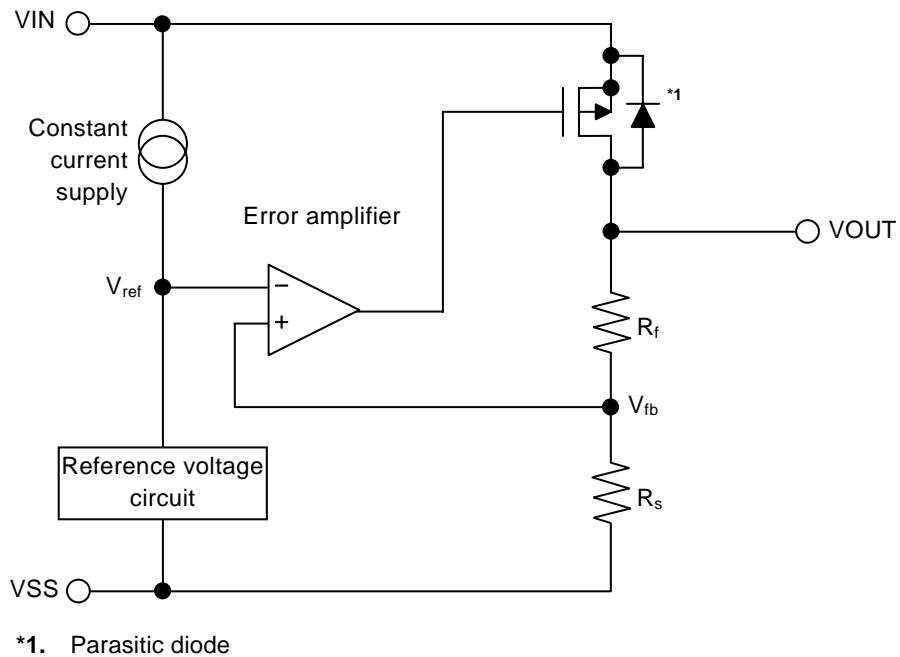 VIN
*1
Constant
current
supply
Error amplifier
VOUT
Vref
−
+
Rf
Vfb
Reference voltage
circuit
Rs
VSS
*1. Parasitic diode